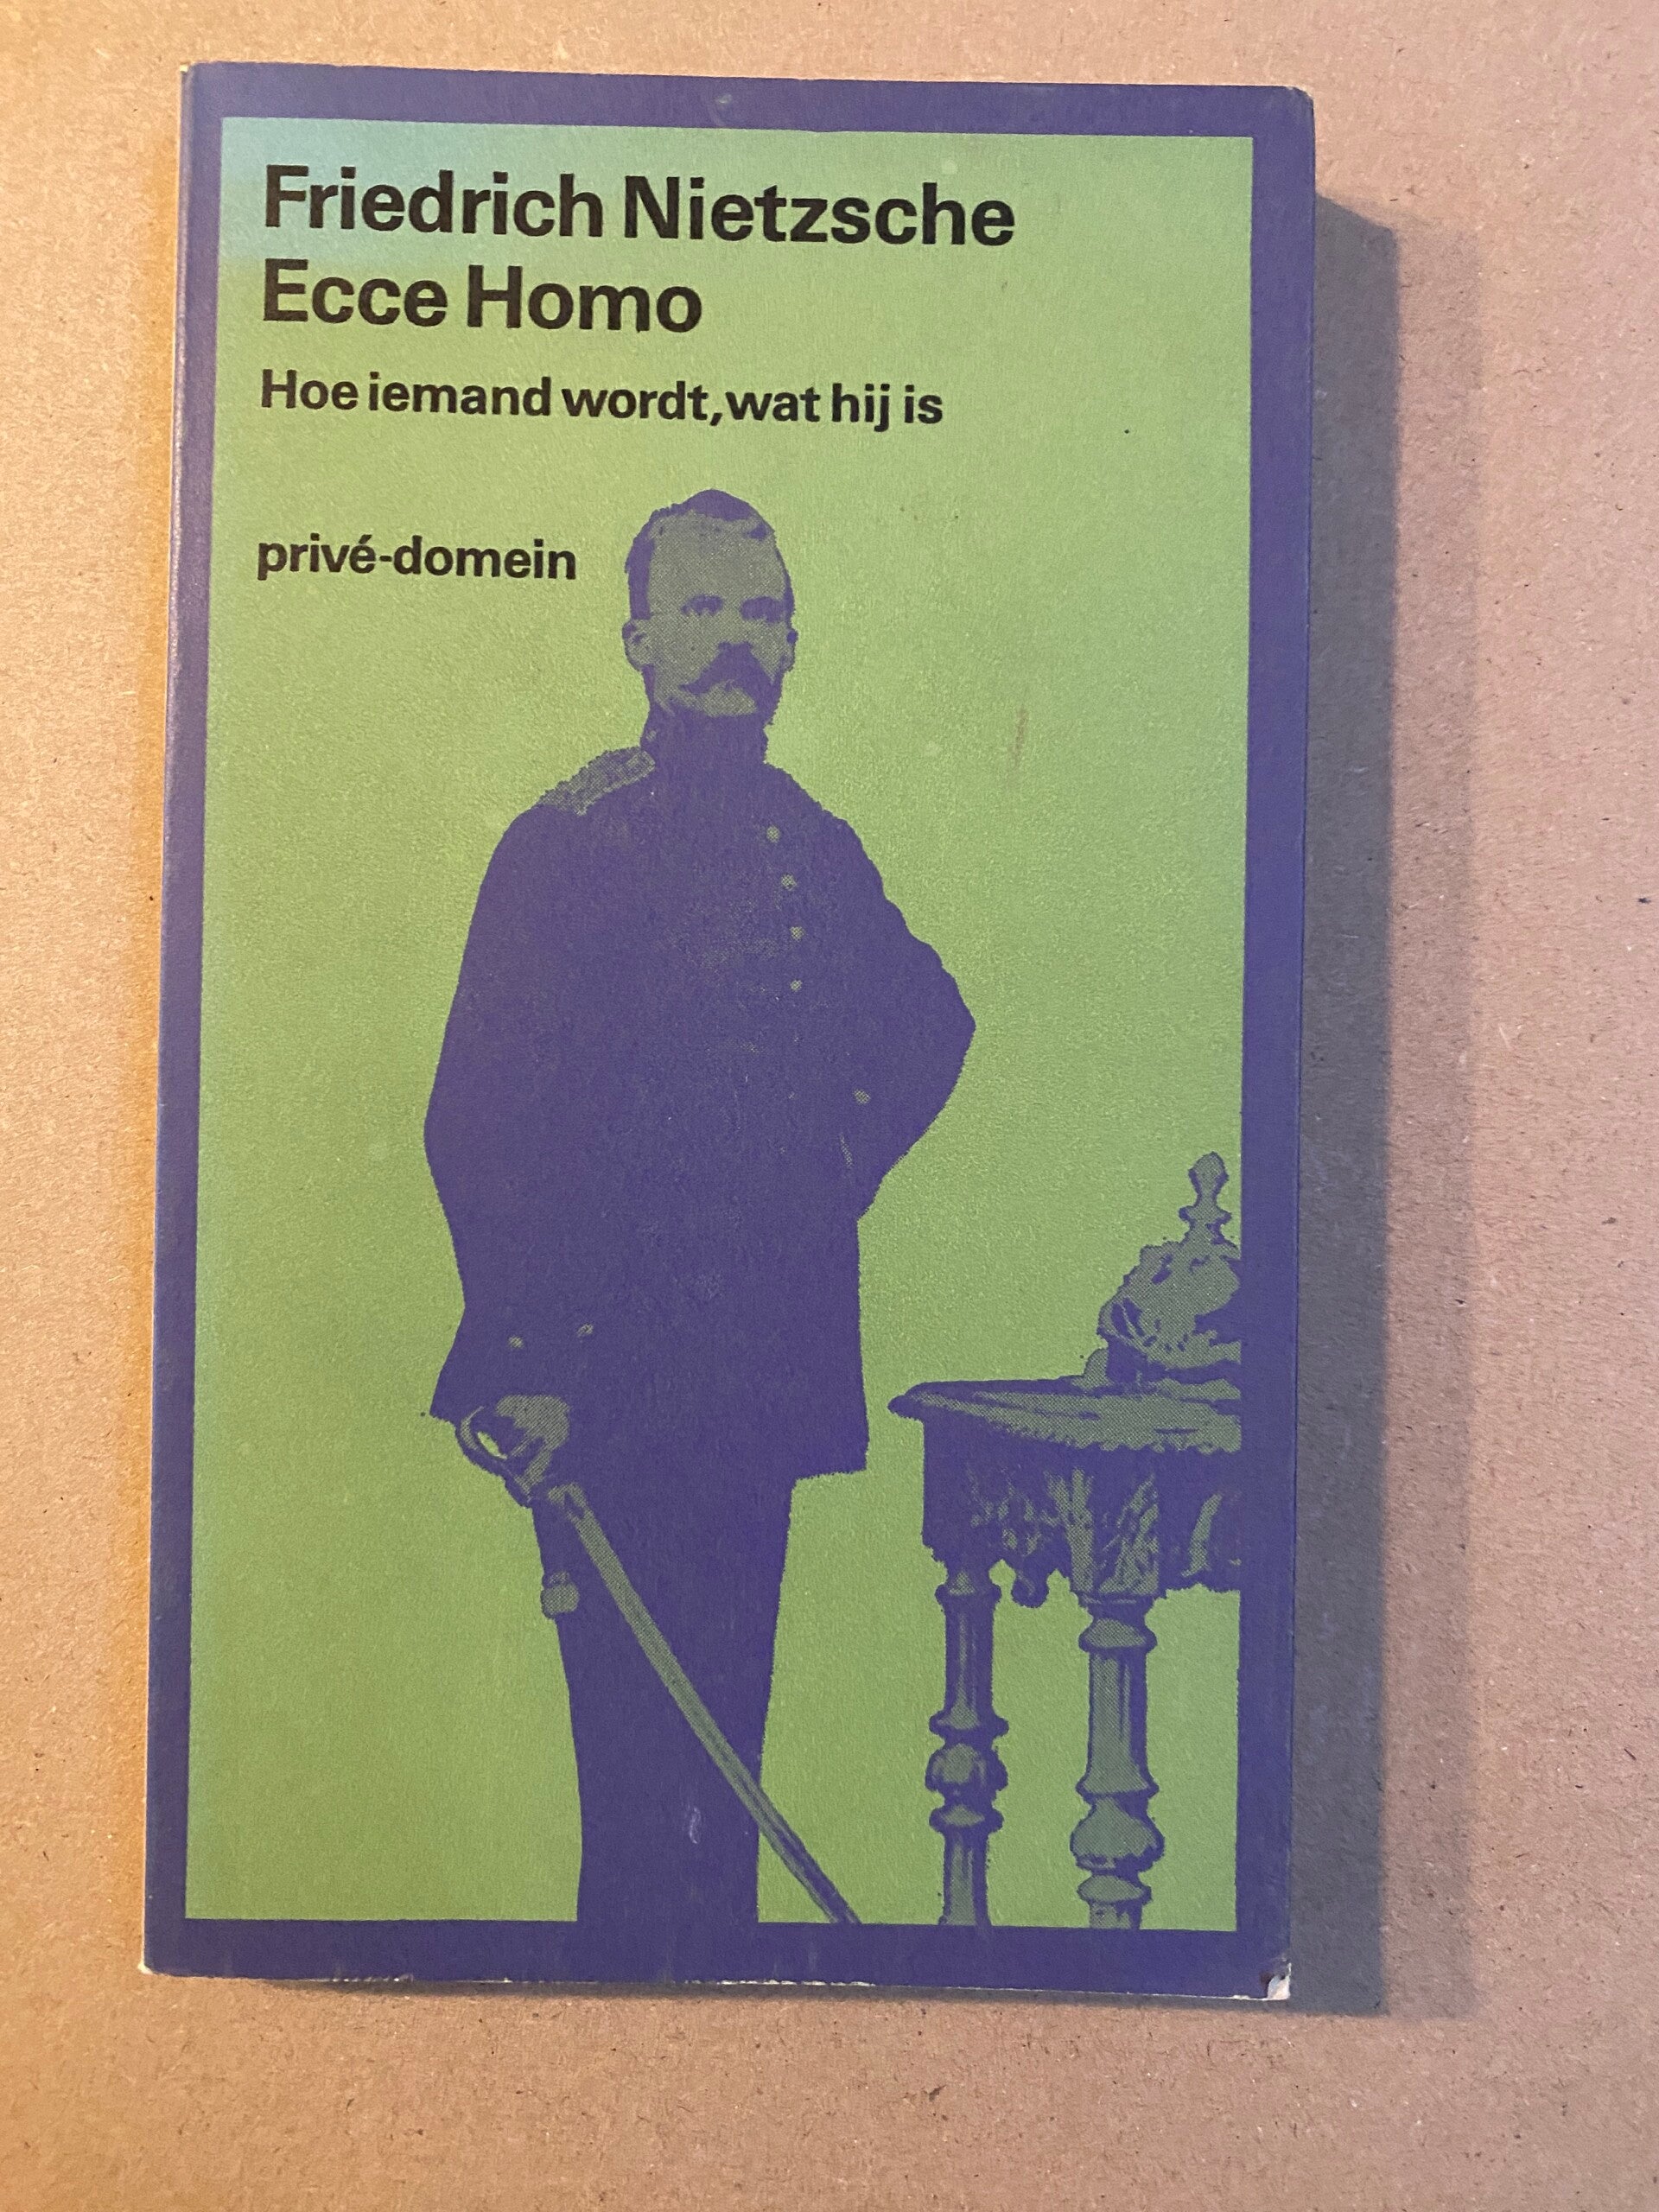 Friedrich Nietzsche
Ecce Homo
Hoe iemand wordt, wat hij is
privé-domein